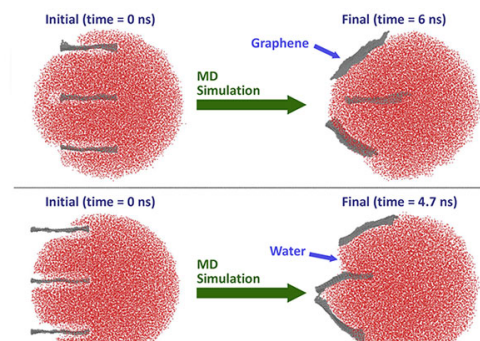 Initial (time = 0 ns)
Final (time = 6 ns)
Graphene
MD
Simulation
Initial (time = 0 ns)
Final (time = 4.7 ns)
Water
MD
Simulation